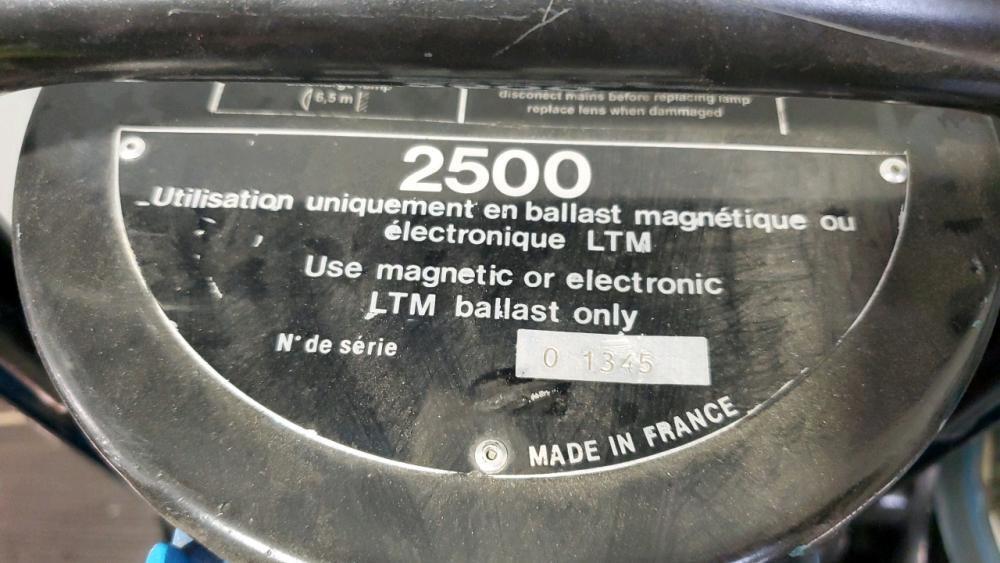 6,5 m
disconect mains before replacing lamp
replace lens when dammaged
2500
Utilisation uniquement en ballast magnétique ou
électronique LTM
Use magnetic or electronic
LTM ballast only
N° de série
0 1345
MADE IN FRANCE